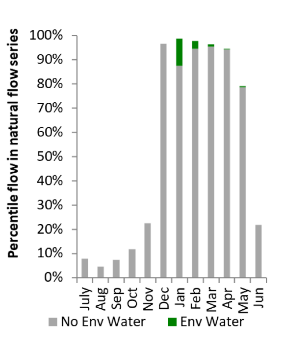 Percentile flow in natural flow series
100%
90%
80%
70%
60%
50%
40%
30%
20%
10%
0%
July
Aug
Sep
Oct
Nov
Dec
Jan
Feb
Mar
Apr
May
Jun
No Env Water
Env Water